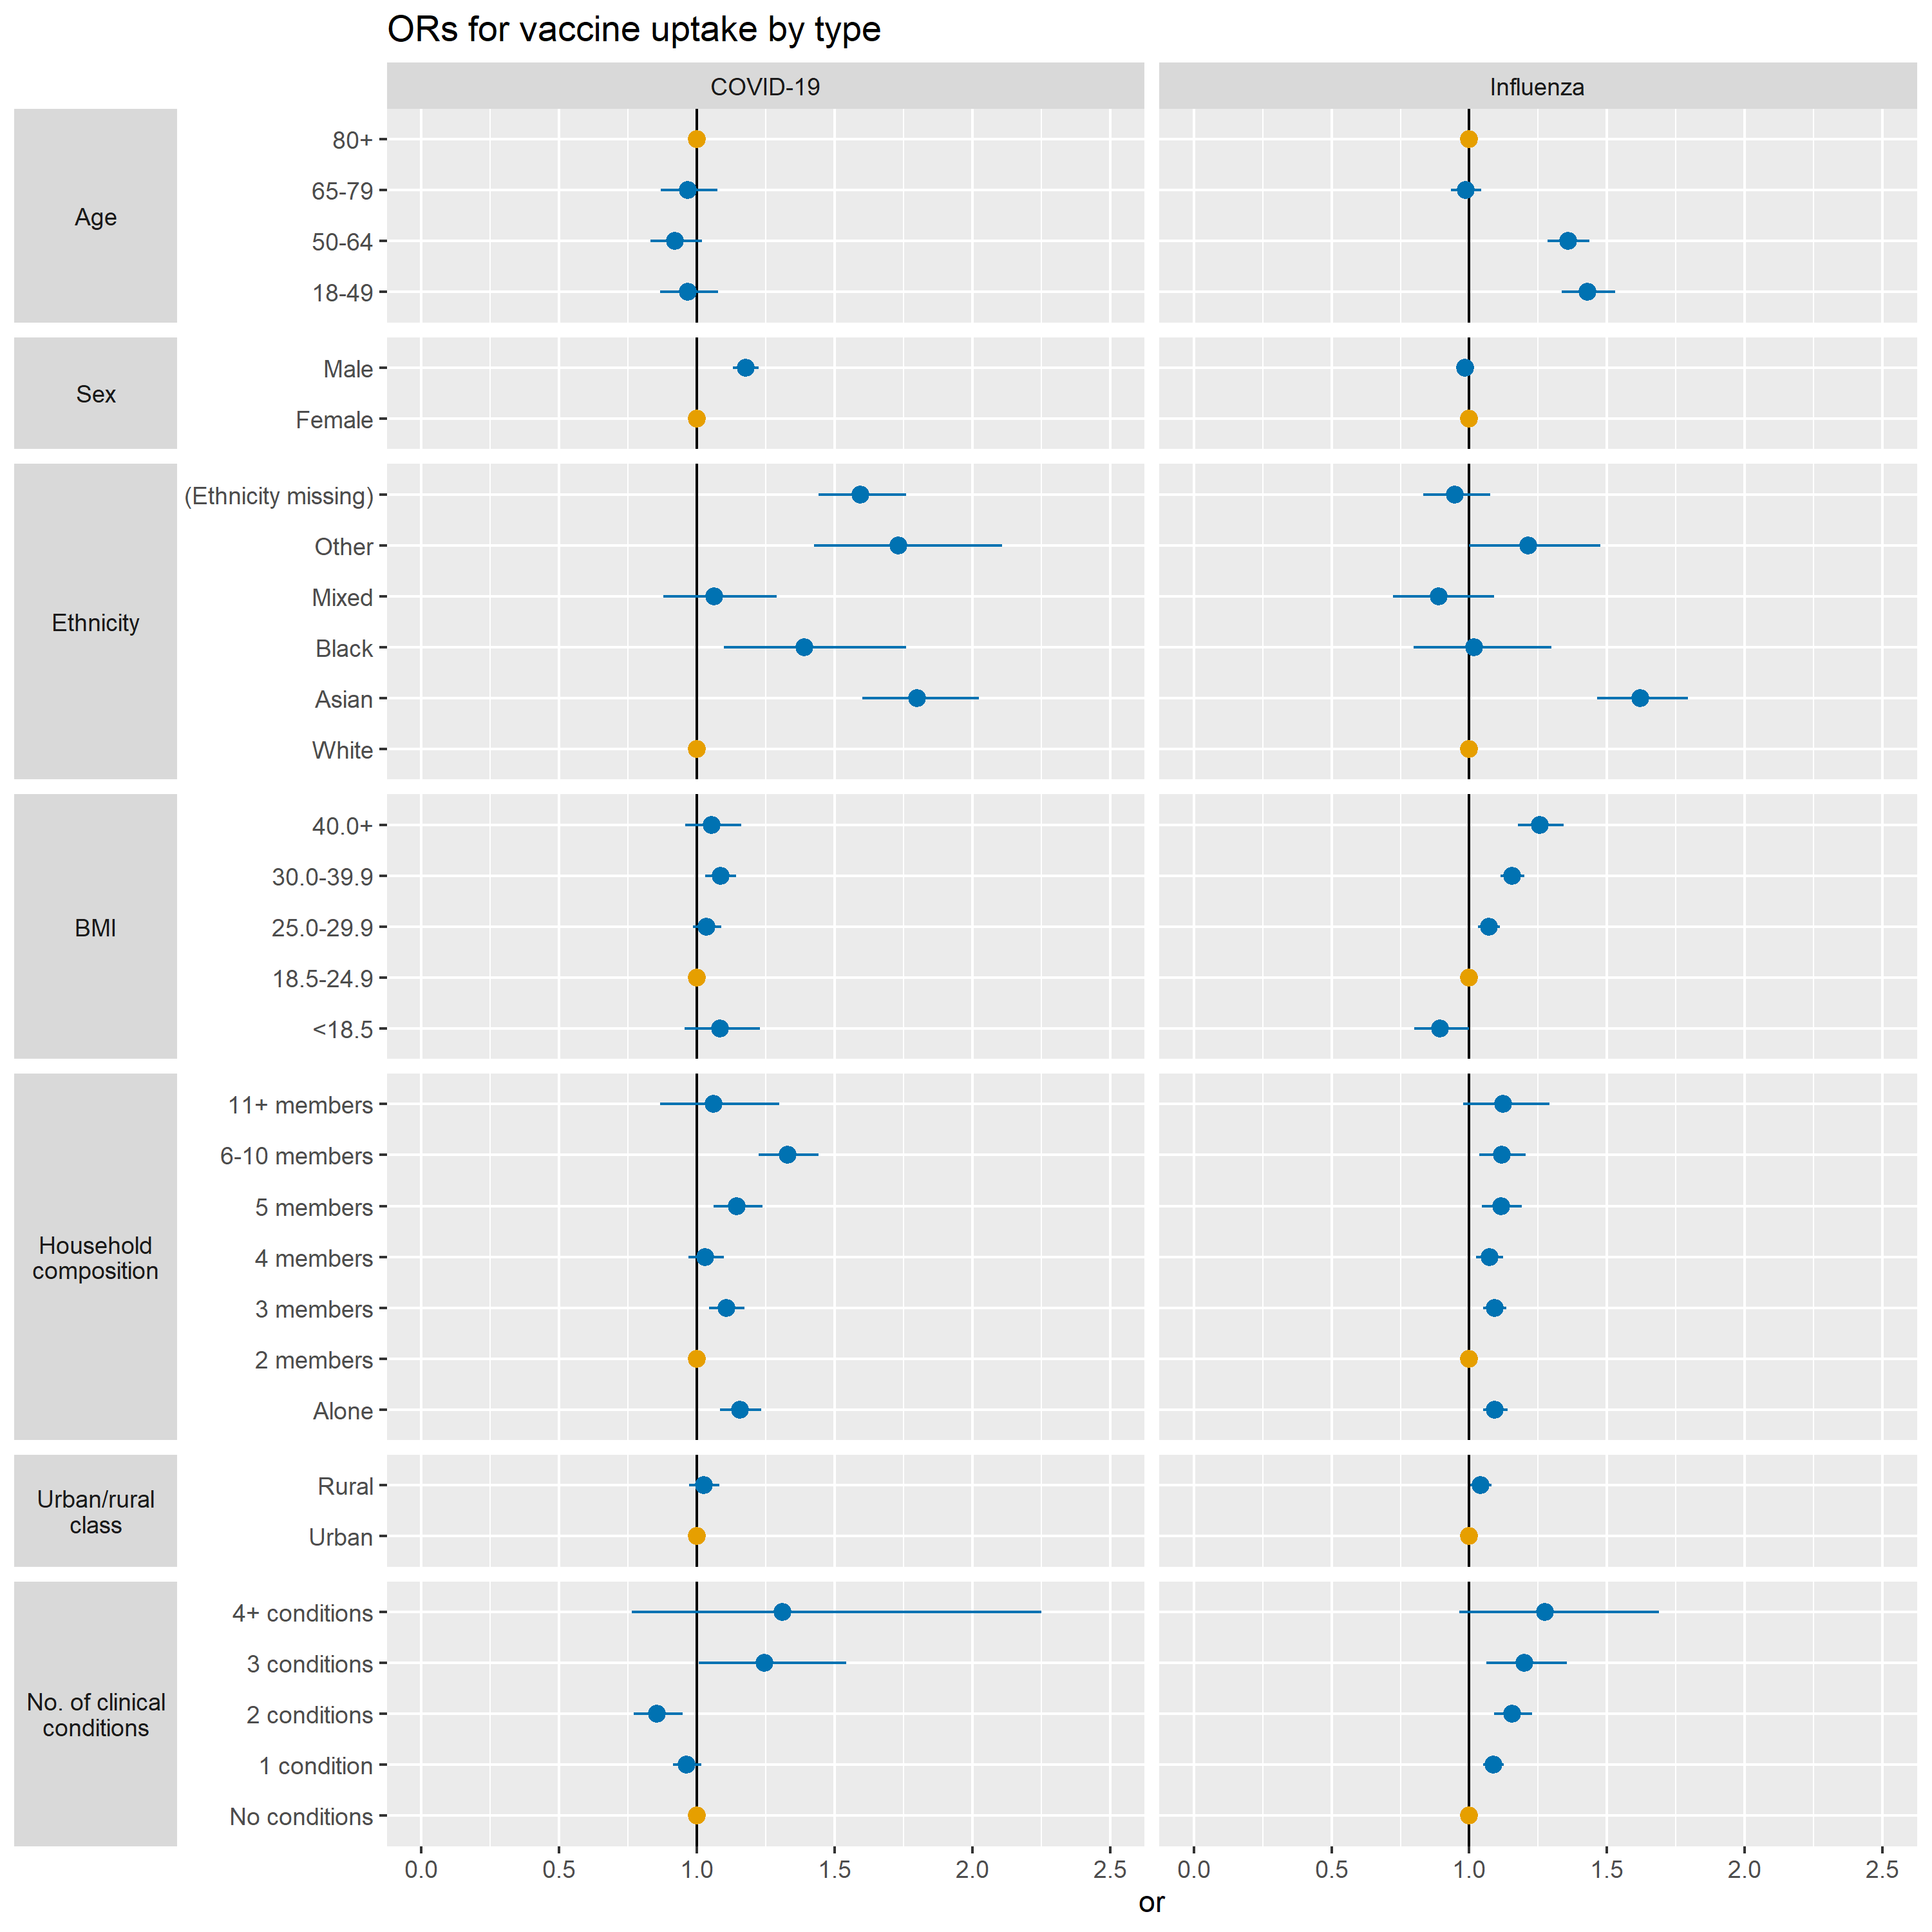 ORs for vaccine uptake by type
COVID-19
Influenza
Age
80+
65-79
50-64
18-49
Sex
Male
Female
Ethnicity
(Ethnicity missing)
Other
Mixed
Black
Asian
White
BMI
40.0+
30.0-39.9
25.0-29.9
18.5-24.9
<18.5
Household
composition
11+ members
6-10 members
5 members
4 members
3 members
2 members
Alone
Urban/rural
class
Rural
Urban
No. of clinical
conditions
4+ conditions
3 conditions
2 conditions
1 condition
No conditions
0.0 0.5 1.0 1.5 2.0 2.5
0.0 0.5 1.0 1.5 2.0 2.5
or